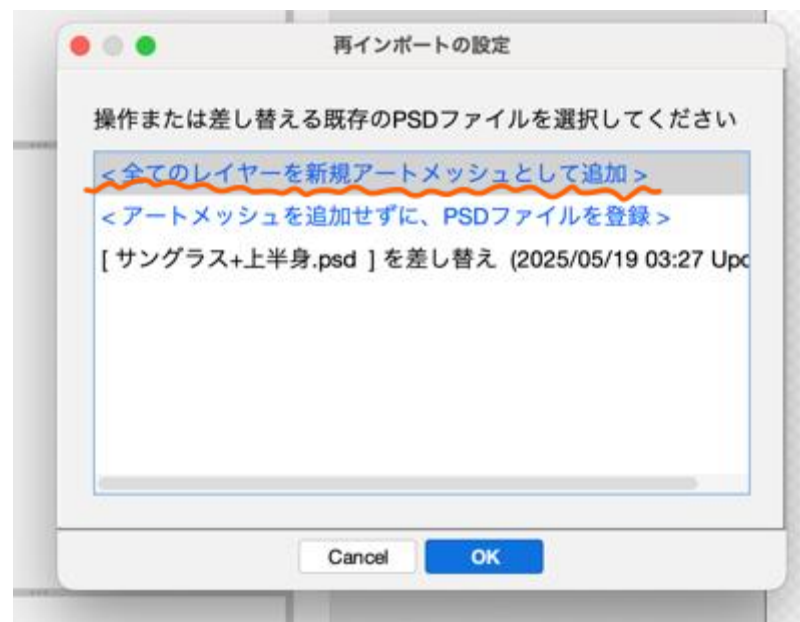 再インポートの設定
操作または差し替える既存のPSDファイルを選択してください
<全てのレイヤーを新規アートメッシュとして追加>
<アートメッシュを追加せずに、PSDファイルを登録>
[ サングラス+上半身.psd ] を差し替え (2025/05/19 03:27 Upd
Cancel
OK